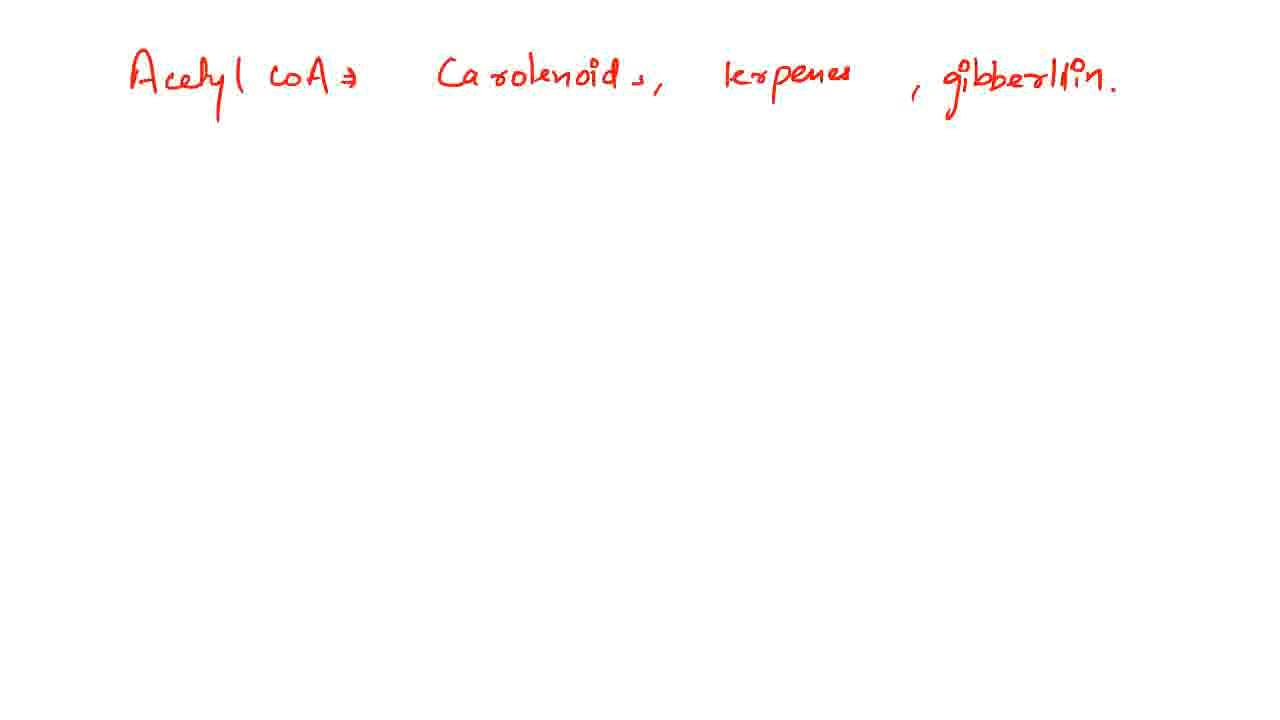 Acetyl CoA ⇒ Carotenoids, terpenes, gibberllin.